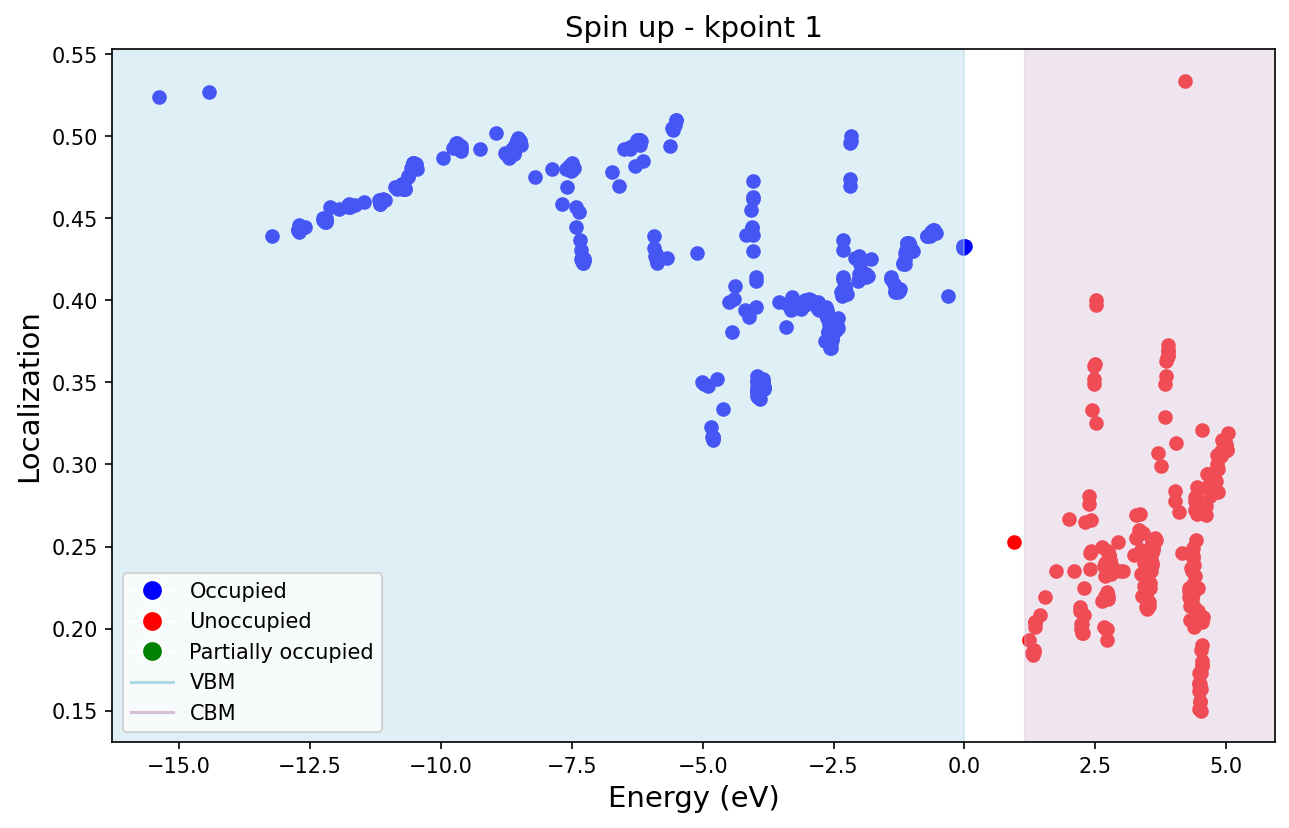 Spin up - kpoint 1
0.55
0.50
0.45
0.40
0.35
0.30
0.25
0.20
0.15
Localization
Occupied
Unoccupied
Partially occupied
VBM
CBM
−15.0 −12.5 −10.0 −7.5 −5.0 −2.5 0.0 2.5 5.0
Energy (eV)